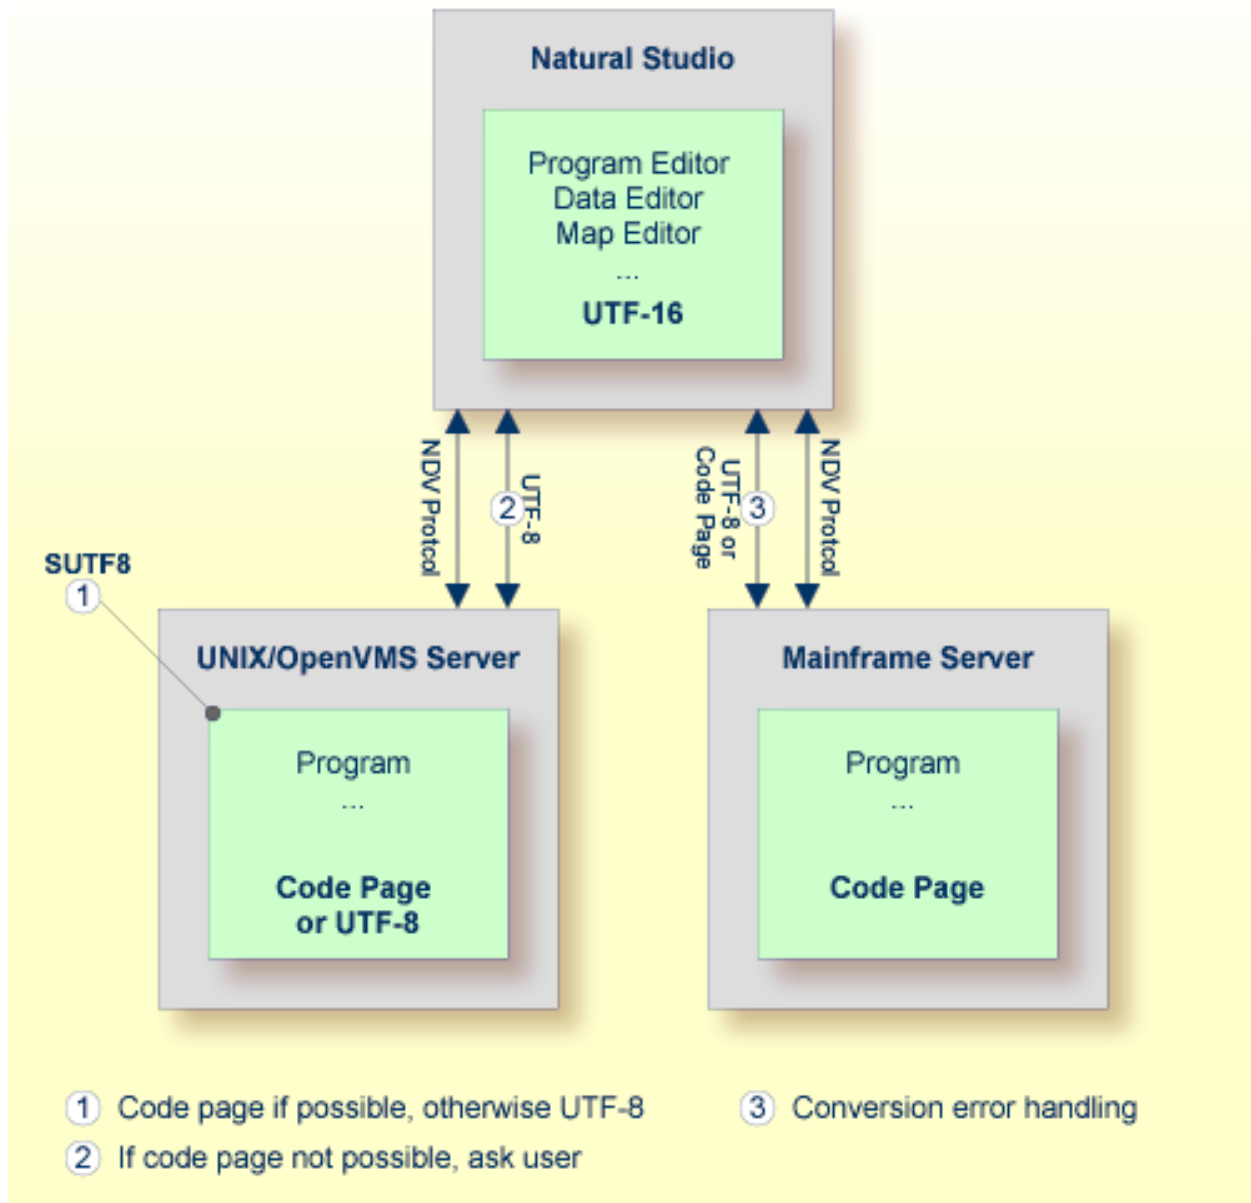 Natural Studio
Program Editor
Data Editor
Map Editor
...
UTF-16
NDV Protcol
2
UTF-8
UTF-8 or
Code Page
3
NDV Protcol
SUTF8
1
UNIX/OpenVMS Server
Program
...
Code Page
or UTF-8
Mainframe Server
Program
...
Code Page
1 Code page if possible, otherwise UTF-8
2 If code page not possible, ask user
3 Conversion error handling